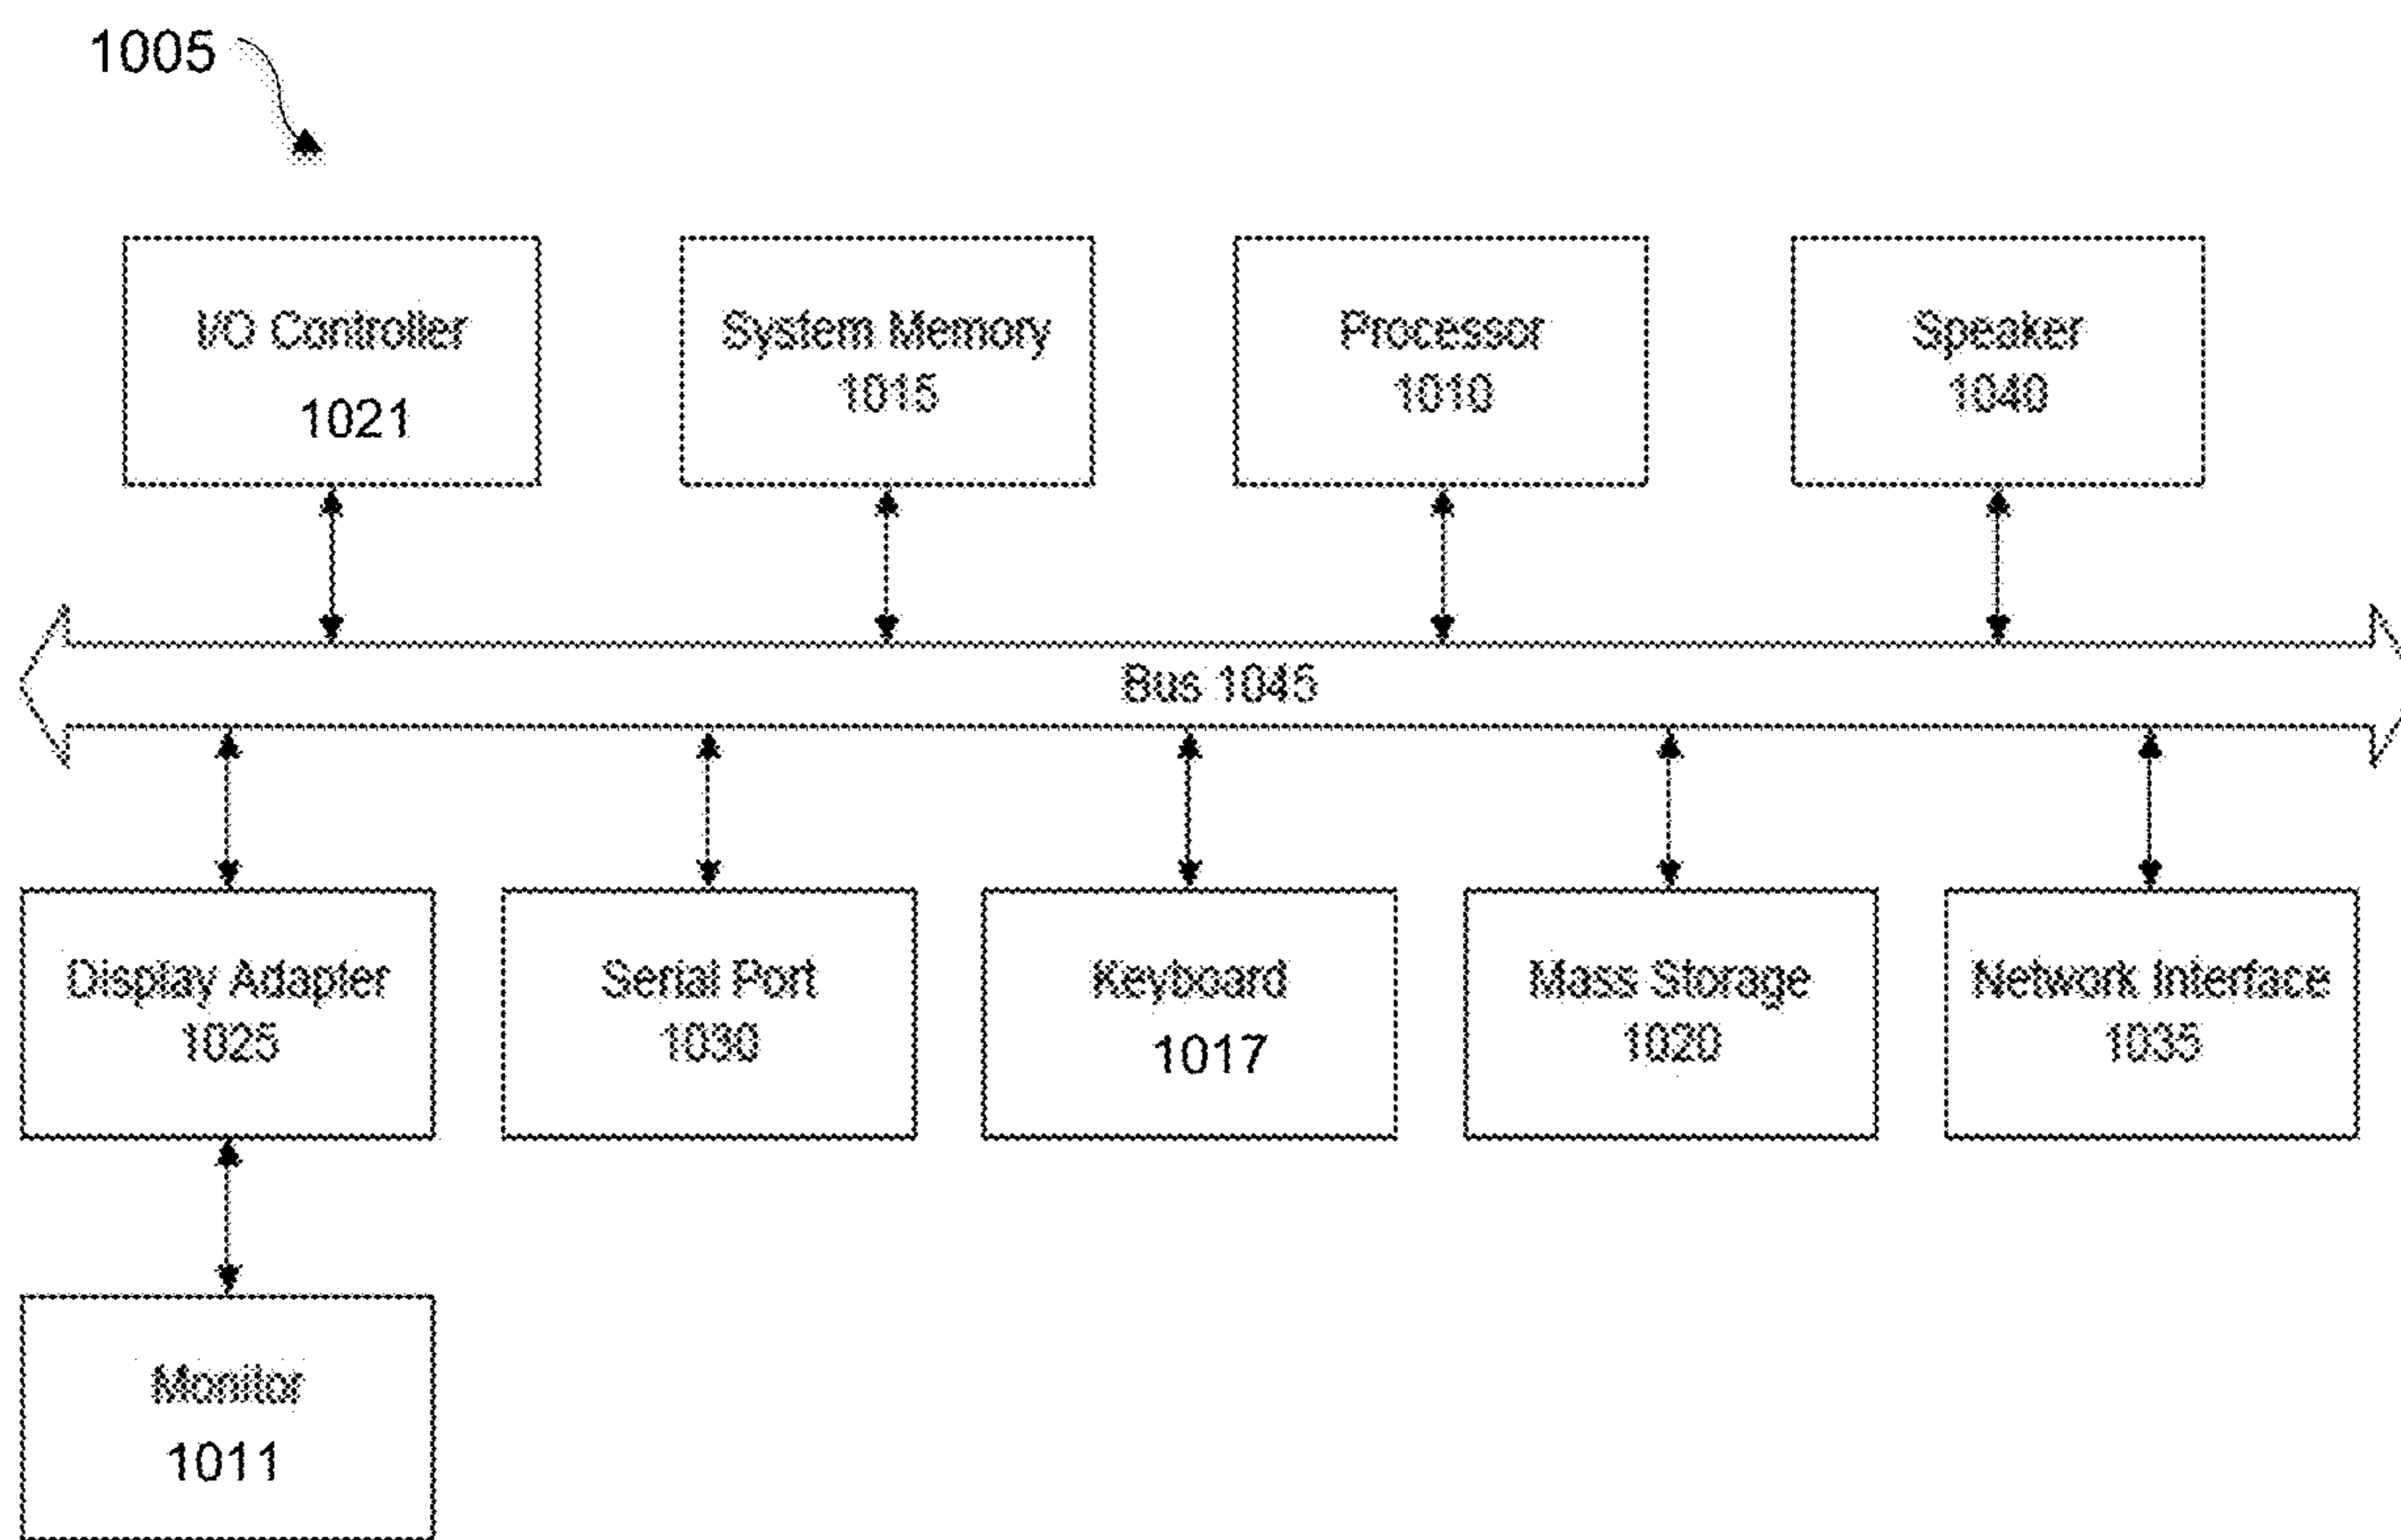 1005
I/O Controller
1021
System Memory
1015
Processor
1010
Speaker
1040
Bus 1045
Display Adapter
1025
Serial Port
1030
Keyboard
1017
Mass Storage
1020
Network Interface
1035
Monitor
1011